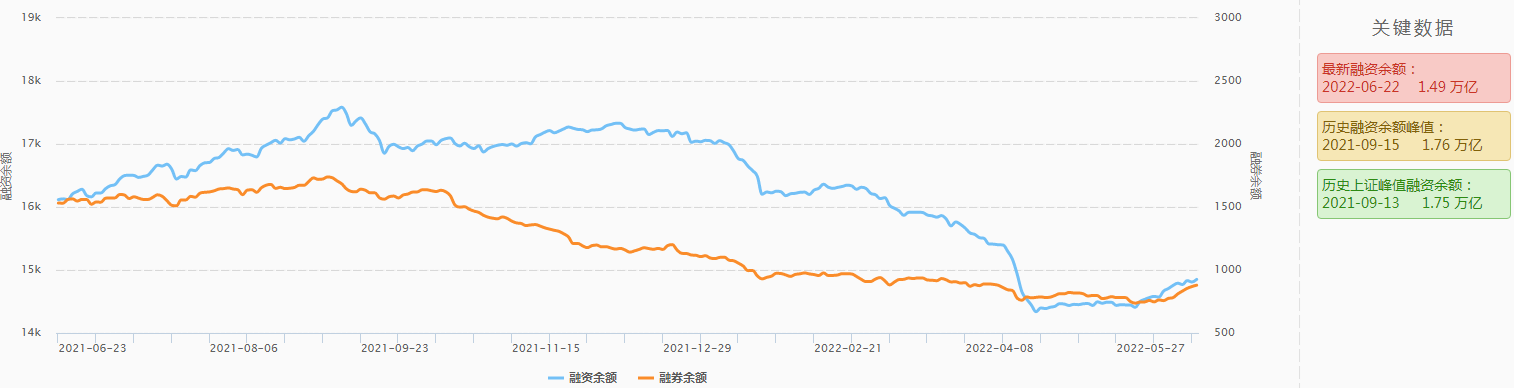 19k
18k
17k
16k
15k
14k
融资余额
3000
2500
2000
1500
1000
500
融券余额
2021-06-23
2021-08-06
2021-09-23
2021-11-15
2021-12-29
2022-02-21
2022-04-08
2022-05-27
融资余额
融券余额
关键数据
最新融资余额：
2022-06-22 1.49 万亿
历史融资余额峰值：
2021-09-15 1.76 万亿
历史上证峰值融资余额：
2021-09-13 1.75 万亿